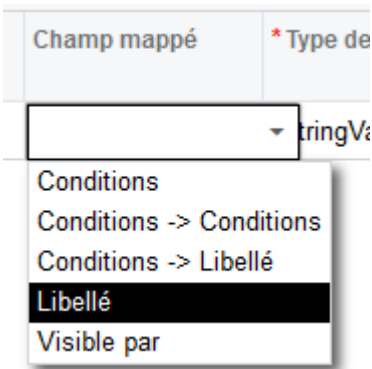 Champ mappé * Type de
tringVa
Conditions
Conditions -> Conditions
Conditions -> Libellé
Libellé
Visible par